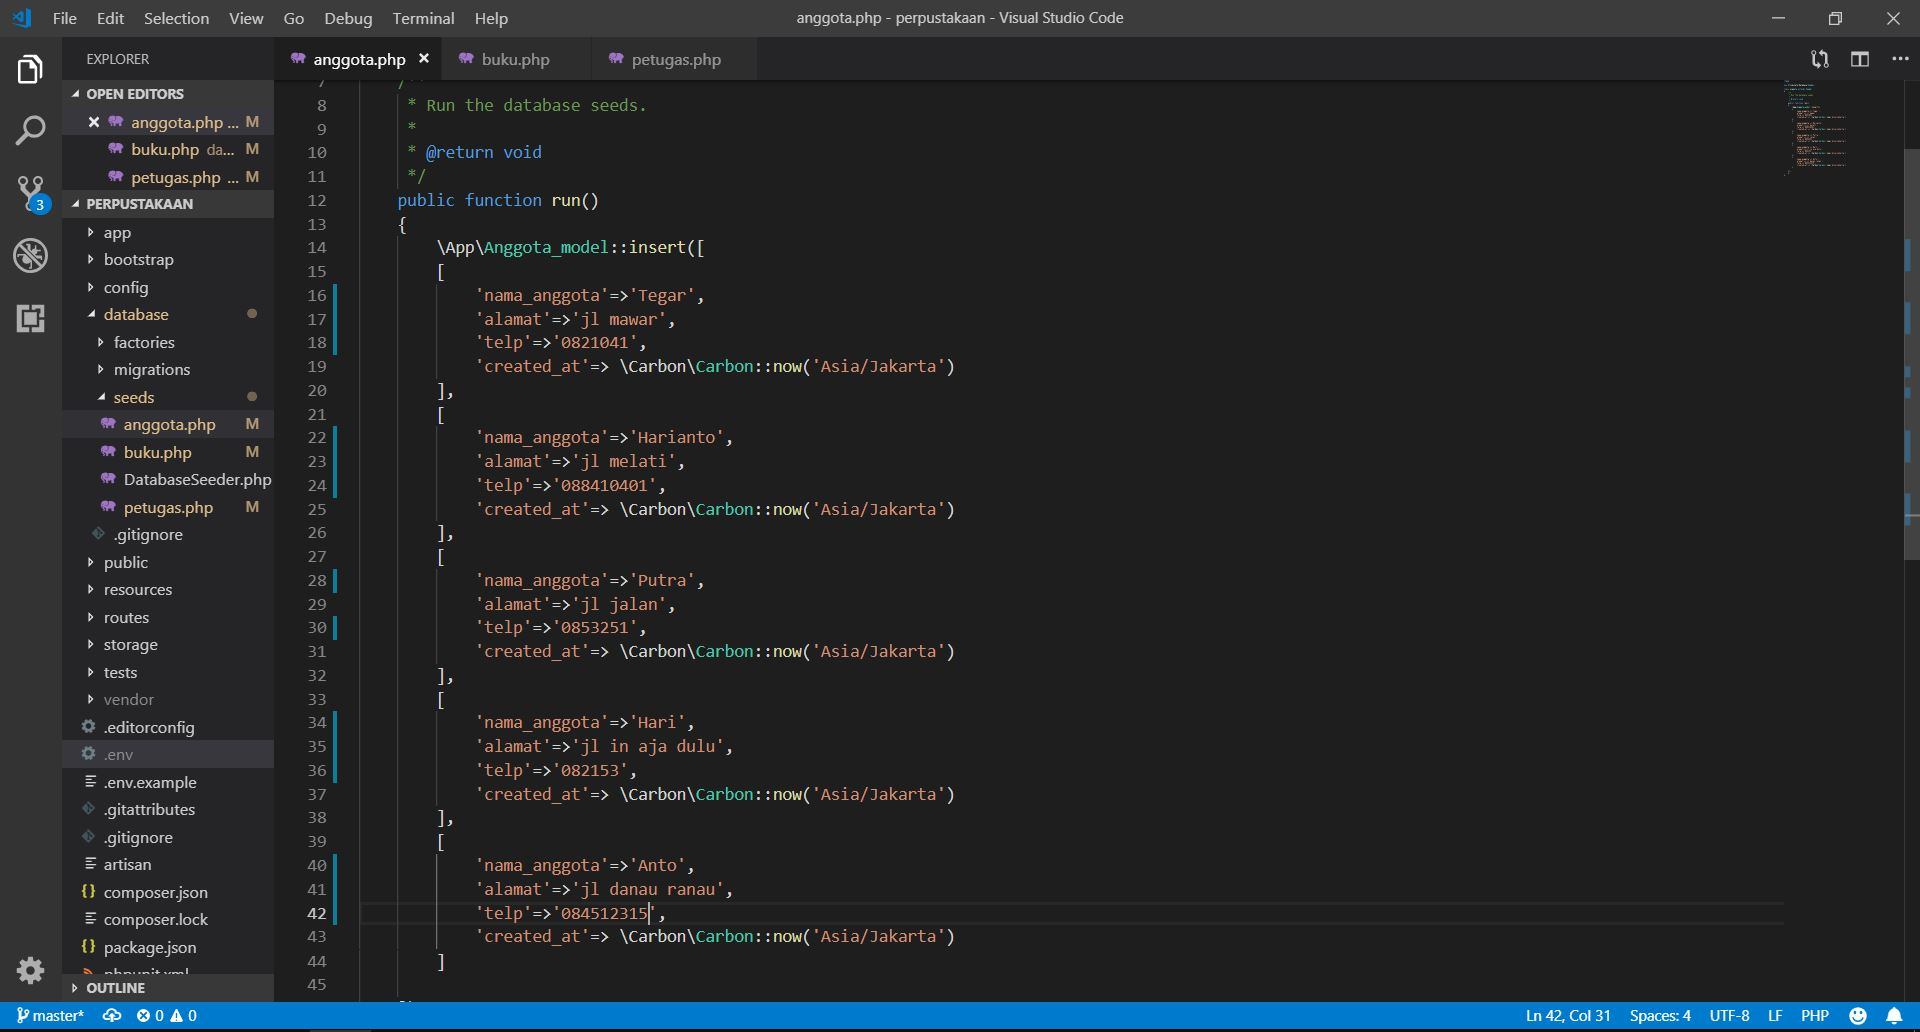 File Edit Selection View Go Debug Terminal Help
anggota.php - perpustakaan - Visual Studio Code
EXPLORER
OPEN EDITORS
anggota.php ... M
buku.php da... M
petugas.php ... M
PERPUSTAKAAN
app
bootstrap
config
database
factories
migrations
seeds
anggota.php M
buku.php M
DatabaseSeeder.php
petugas.php M
.gitignore
public
resources
routes
storage
tests
vendor
.editorconfig
.env
.env.example
.gitattributes
.gitignore
artisan
composer.json
composer.lock
package.json
phpunit.xml
OUTLINE
3
anggota.php buku.php petugas.php
7 /**
8 * Run the database seeds.
9 *
10 * @return void
11 */
12 public function run()
13 {
14 \App\Anggota_model::insert([
15 [
16 'nama_anggota'=>'Tegar',
17 'alamat'=>'jl mawar',
18 'telp'=>'0821041',
19 'created_at'=> \Carbon\Carbon::now('Asia/Jakarta')
20 ],
21 [
22 'nama_anggota'=>'Harianto',
23 'alamat'=>'jl melati',
24 'telp'=>'088410401',
25 'created_at'=> \Carbon\Carbon::now('Asia/Jakarta')
26 ],
27 [
28 'nama_anggota'=>'Putra',
29 'alamat'=>'jl jalan',
30 'telp'=>'0853251',
31 'created_at'=> \Carbon\Carbon::now('Asia/Jakarta')
32 ],
33 [
34 'nama_anggota'=>'Hari',
35 'alamat'=>'jl in aja dulu',
36 'telp'=>'082153',
37 'created_at'=> \Carbon\Carbon::now('Asia/Jakarta')
38 ],
39 [
40 'nama_anggota'=>'Anto',
41 'alamat'=>'jl danau ranau',
42 'telp'=>'084512315',
43 'created_at'=> \Carbon\Carbon::now('Asia/Jakarta')
44 ]
45
master* 0 0 Ln 42, Col 31 Spaces: 4 UTF-8 LF PHP